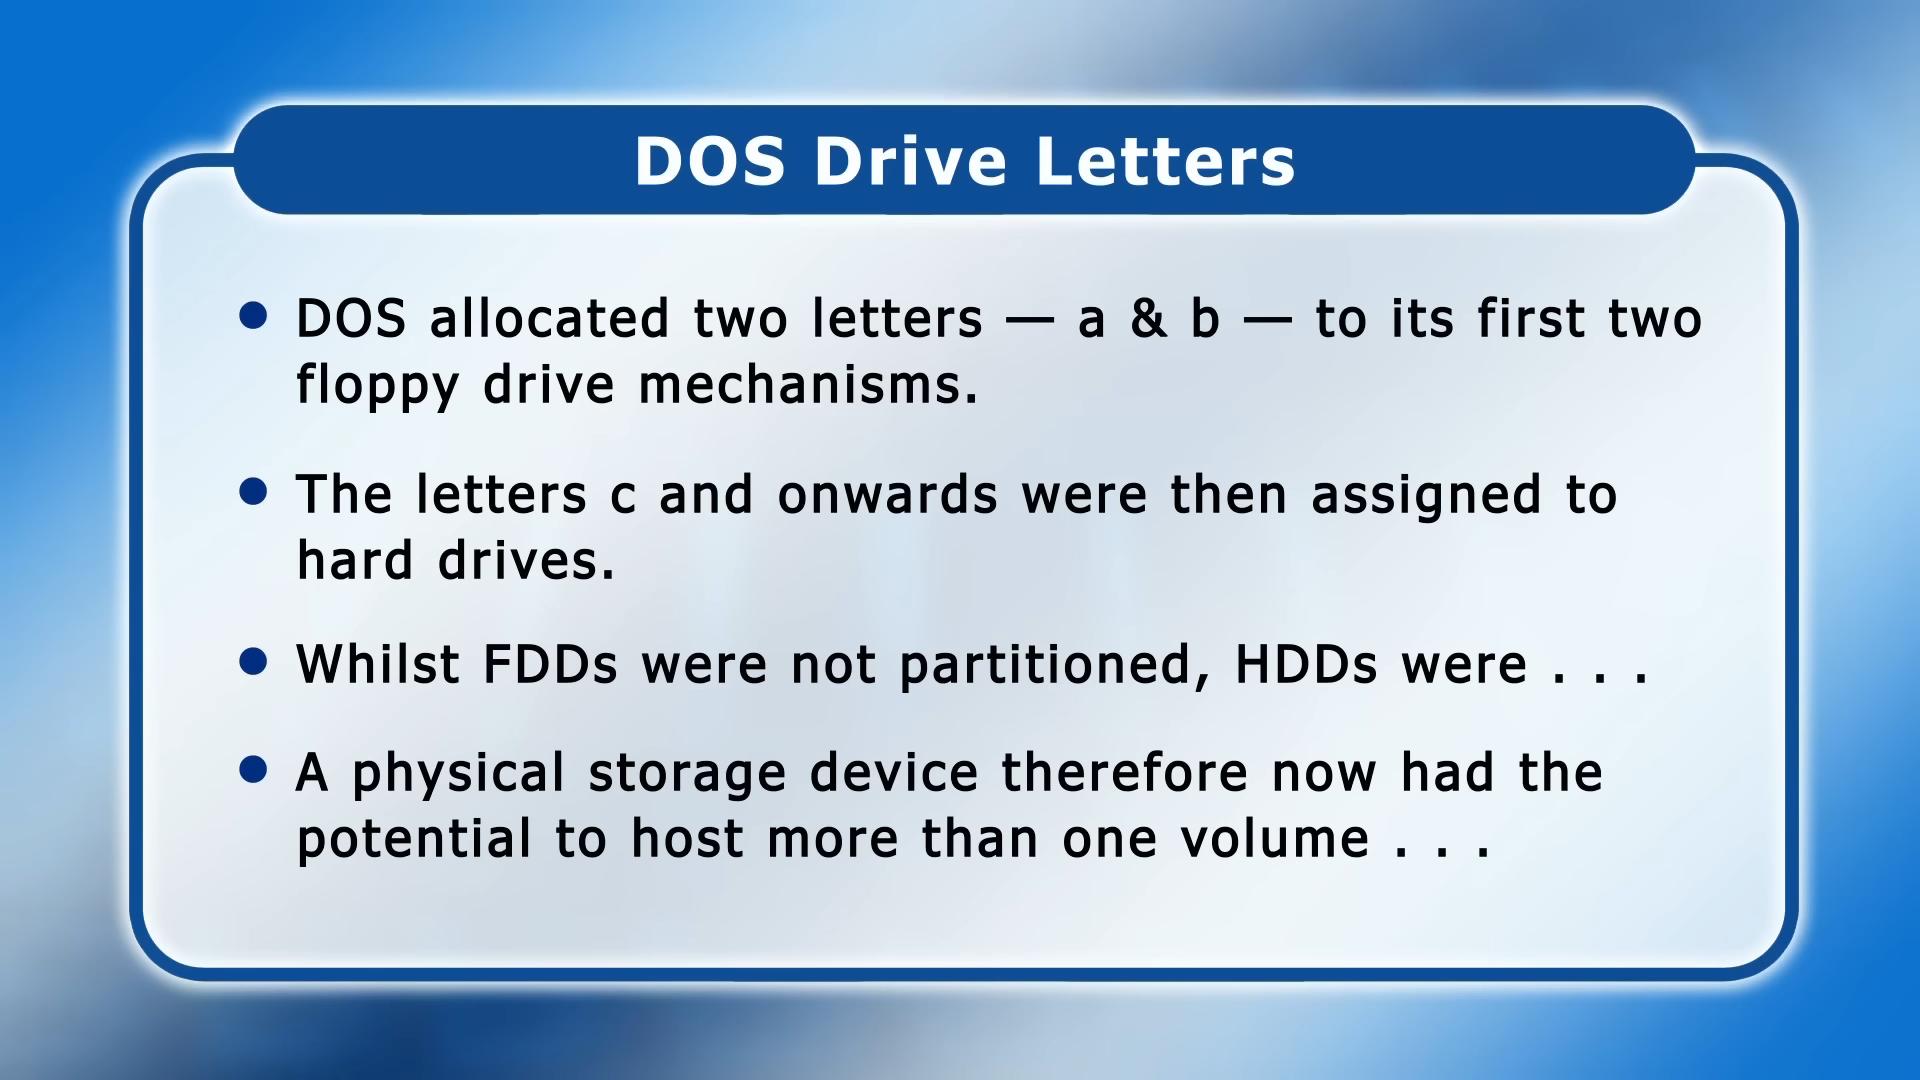 DOS Drive Letters
DOS allocated two letters — a & b — to its first two
floppy drive mechanisms.
The letters c and onwards were then assigned to
hard drives.
Whilst FDDs were not partitioned, HDDs were . . .
A physical storage device therefore now had the
potential to host more than one volume . . .